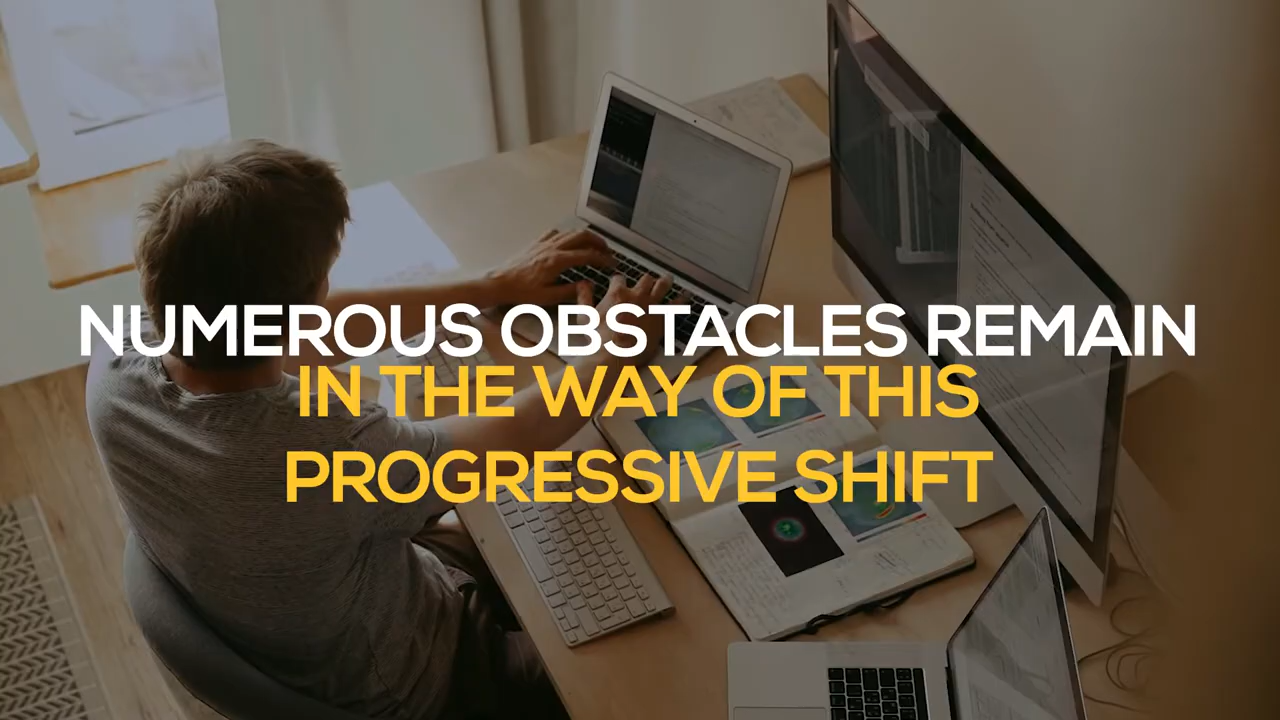 NUMEROUS OBSTACLES REMAIN
IN THE WAY OF THIS
PROGRESSIVE SHIFT